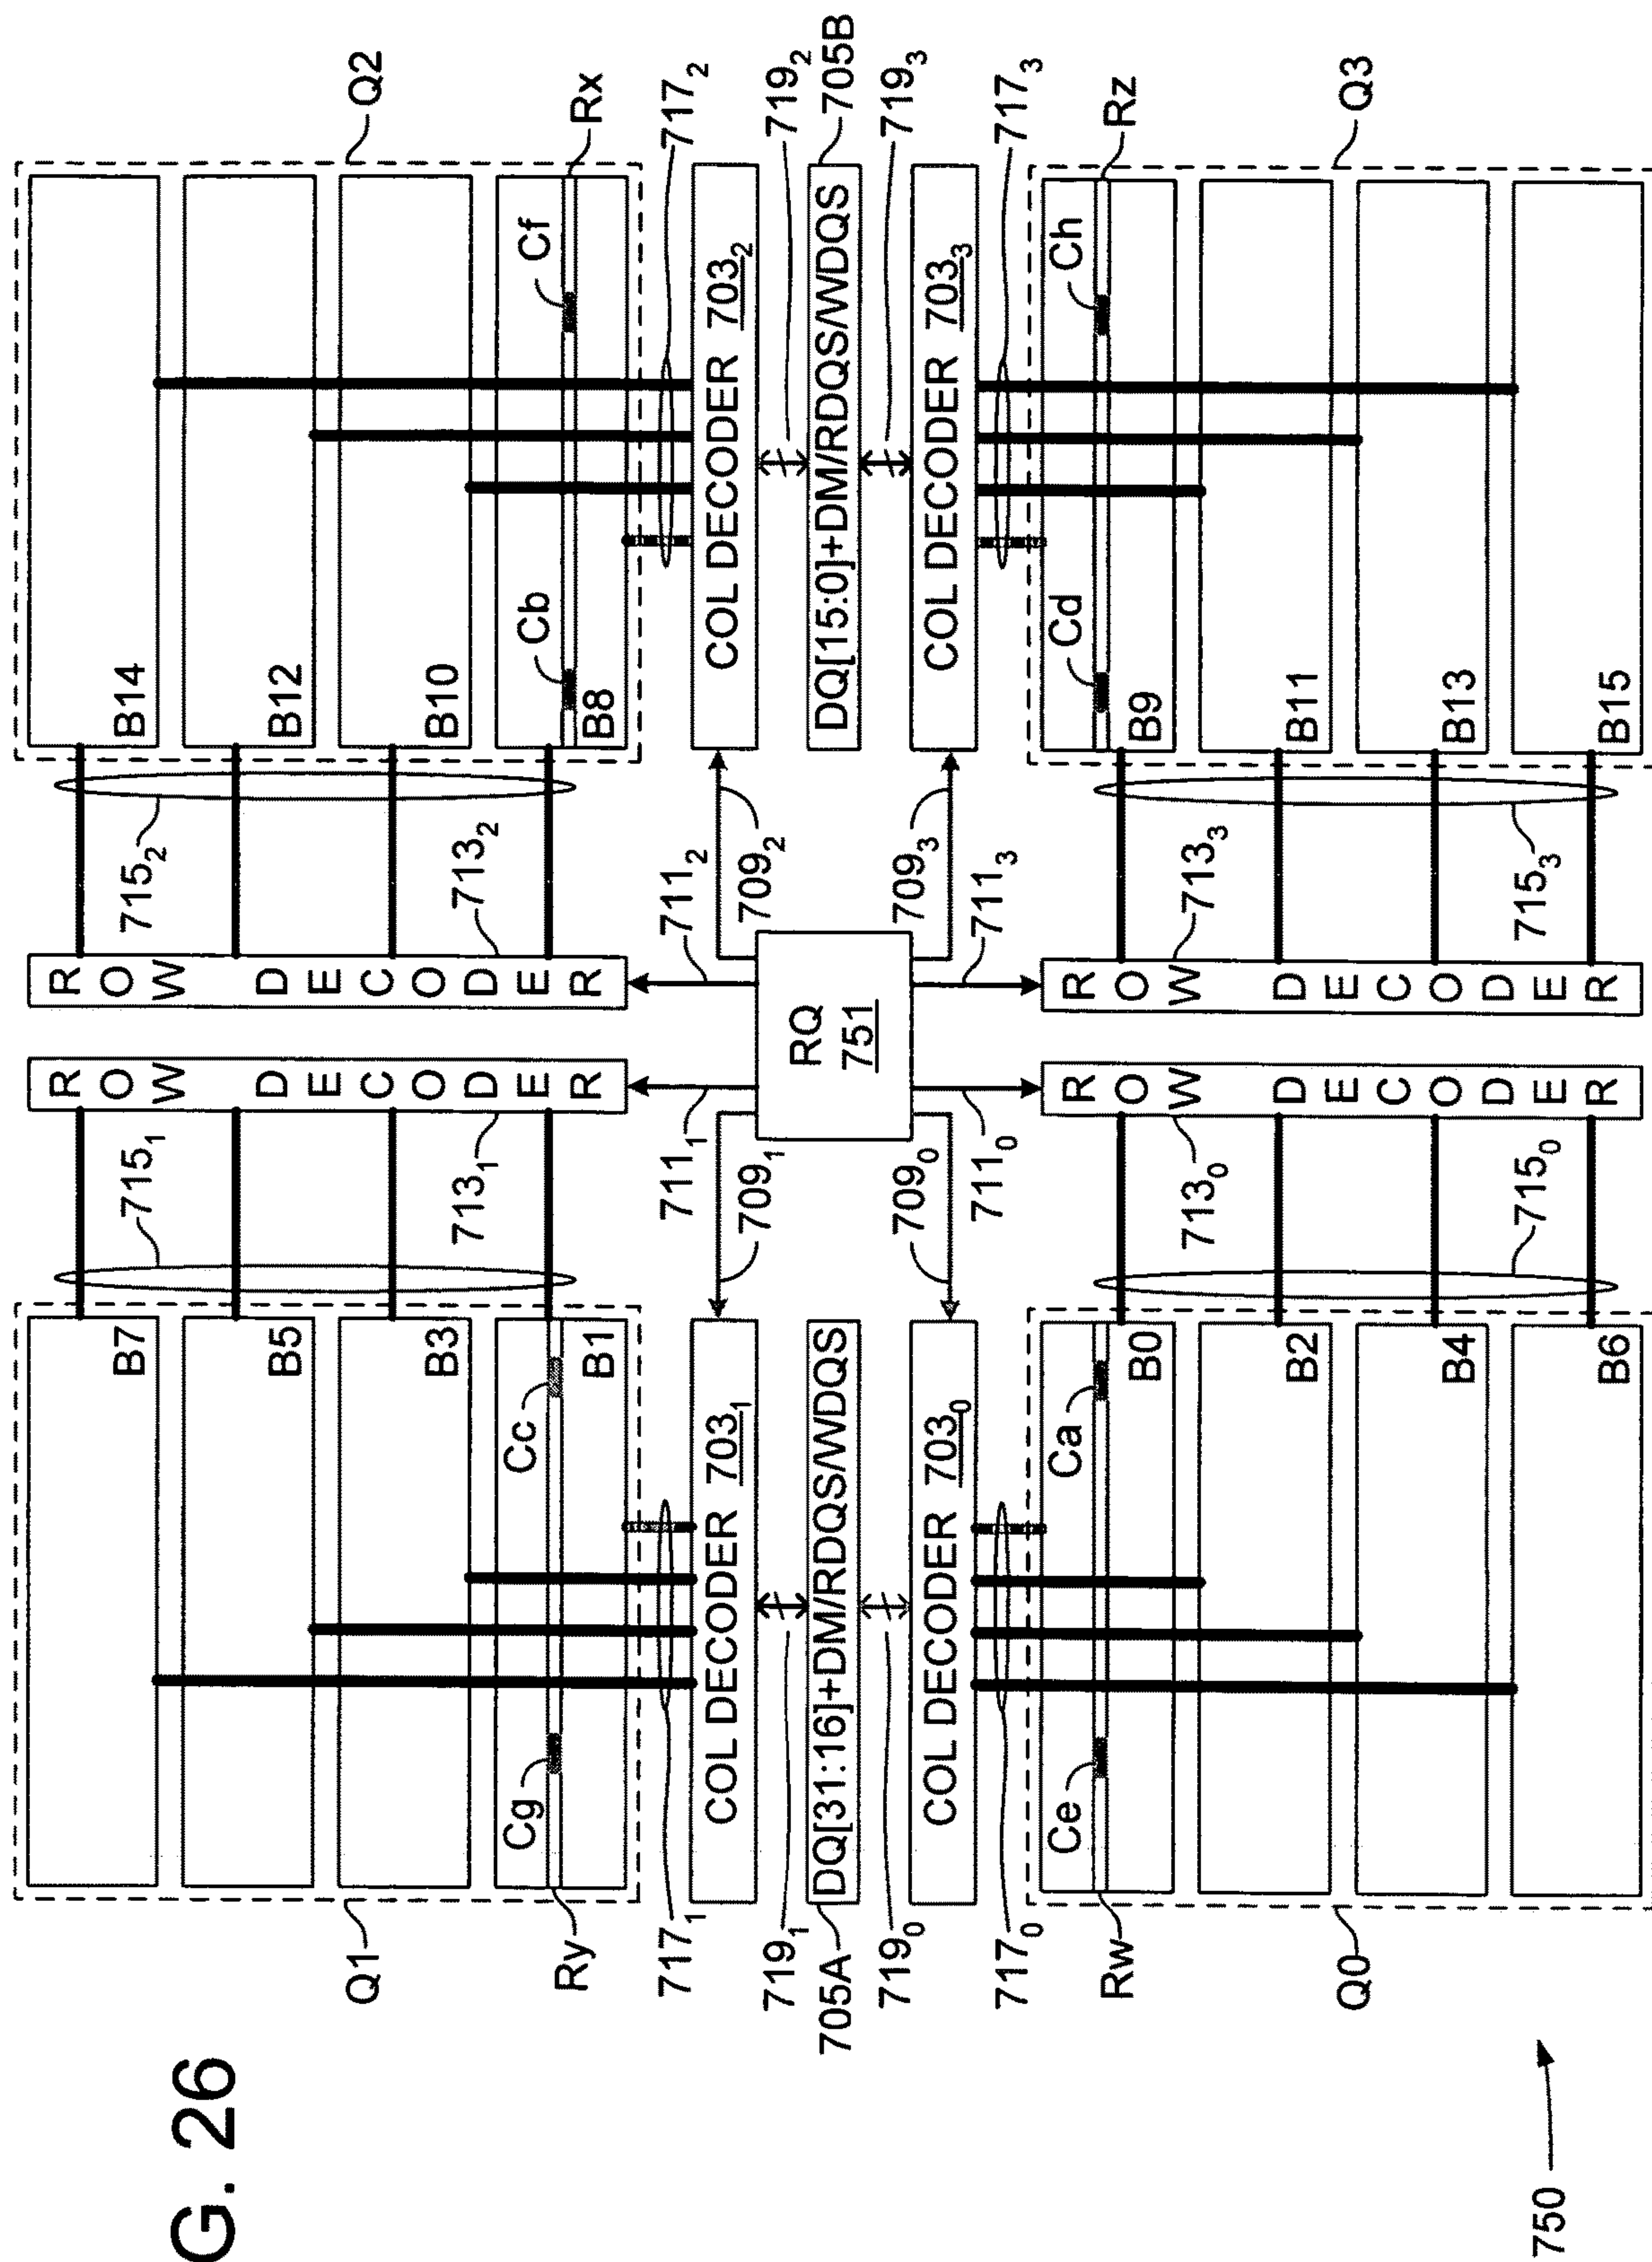 G. 26
Q1
Q2
B7
B14
715₁
715₂
B5
B12
B3
B10
713₁
713₂
ROW DECODER
ROW DECODER
Cg
Cc
Cb
Cf
Ry
Rx
B1
B8
717₁
711₁
711₂
717₂
COL DECODER 703₁
COL DECODER 703₂
709₁
709₂
719₁
719₂
705A
DQ[31:16]+DM/RDQS/WDQS
RQ
751
DQ[15:0]+DM/RDQS/WDQS
705B
719₀
719₃
COL DECODER 703₀
COL DECODER 703₃
709₀
709₃
717₀
711₀
711₃
717₃
Ce
Ca
Cd
Ch
Rw
Rz
B0
B9
713₀
713₃
ROW DECODER
ROW DECODER
B2
B11
Q0
Q3
B4
B13
715₀
715₃
B6
B15
750